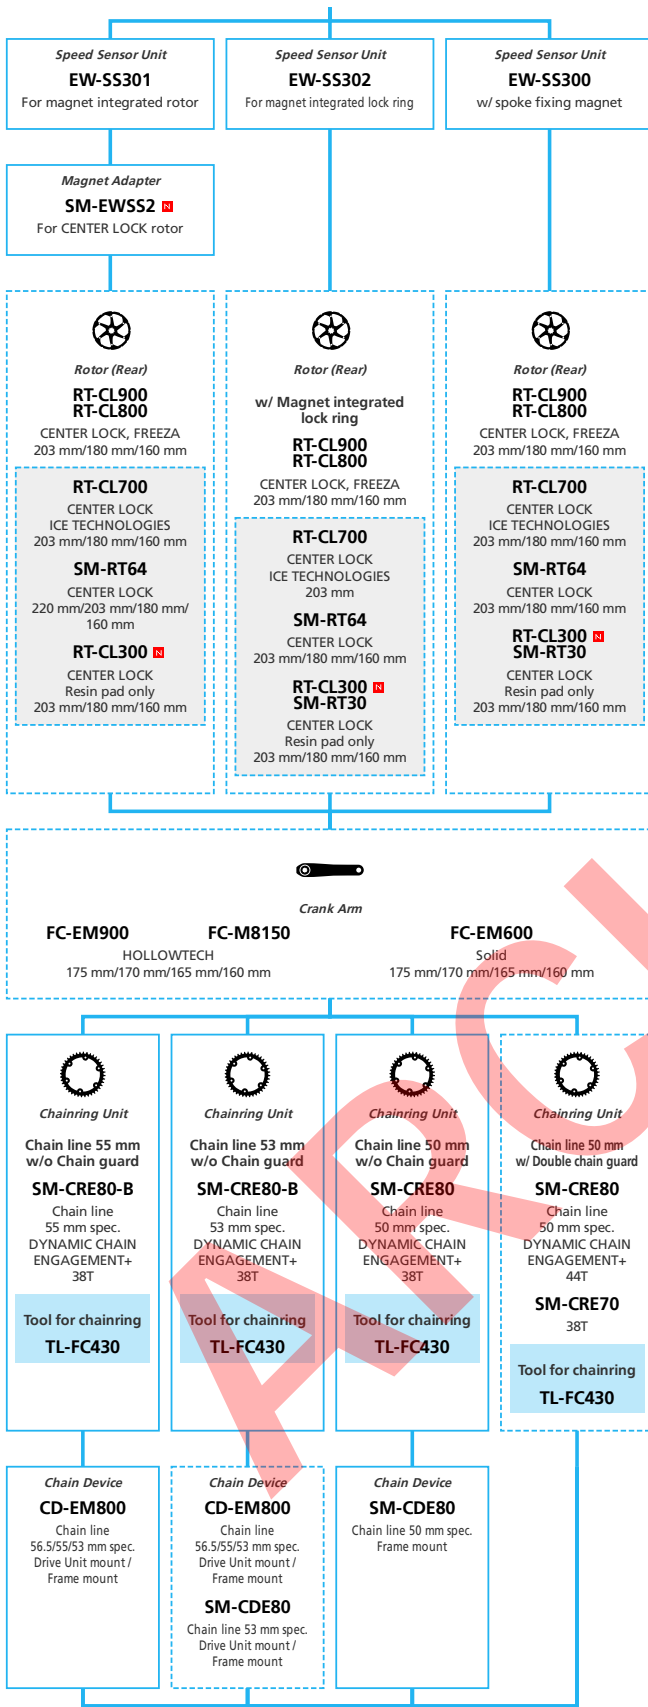 Speed Sensor Unit
EW-SS301
For magnet integrated rotor
Speed Sensor Unit
EW-SS302
For magnet integrated lock ring
Speed Sensor Unit
EW-SS300
w/ spoke fixing magnet
Magnet Adapter
SM-EWSS2 N
For CENTER LOCK rotor
Rotor (Rear)
RT-CL900
RT-CL800
CENTER LOCK, FREEZA
203 mm/180 mm/160 mm
RT-CL700
CENTER LOCK
ICE TECHNOLOGIES
203 mm/180 mm/160 mm
SM-RT64
CENTER LOCK
220 mm/203 mm/180 mm/
160 mm
RT-CL300 N
CENTER LOCK
Resin pad only
203 mm/180 mm/160 mm
Rotor (Rear)
w/ Magnet integrated
lock ring
RT-CL900
RT-CL800
CENTER LOCK, FREEZA
203 mm/180 mm/160 mm
RT-CL700
CENTER LOCK
ICE TECHNOLOGIES
203 mm
SM-RT64
CENTER LOCK
203 mm/180 mm/160 mm
RT-CL300 N
SM-RT30
CENTER LOCK
Resin pad only
203 mm/180 mm/160 mm
Rotor (Rear)
RT-CL900
RT-CL800
CENTER LOCK, FREEZA
203 mm/180 mm/160 mm
RT-CL700
CENTER LOCK
ICE TECHNOLOGIES
203 mm/180 mm/160 mm
SM-RT64
CENTER LOCK
203 mm/180 mm/160 mm
RT-CL300 N
SM-RT30
CENTER LOCK
Resin pad only
203 mm/180 mm/160 mm
Crank Arm
FC-EM900 FC-M8150
HOLLOWTECH
175 mm/170 mm/165 mm/160 mm
FC-EM600
Solid
175 mm/170 mm/165 mm/160 mm
Chainring Unit
Chain line 55 mm
w/o Chain guard
SM-CRE80-B
Chain line
55 mm spec.
DYNAMIC CHAIN
ENGAGEMENT+
38T
Tool for chainring
TL-FC430
Chainring Unit
Chain line 53 mm
w/o Chain guard
SM-CRE80-B
Chain line
53 mm spec.
DYNAMIC CHAIN
ENGAGEMENT+
38T
Tool for chainring
TL-FC430
Chainring Unit
Chain line 50 mm
w/o Chain guard
SM-CRE80
Chain line
50 mm spec.
DYNAMIC CHAIN
ENGAGEMENT+
38T
Tool for chainring
TL-FC430
Chainring Unit
Chain line 50 mm
w/ Double chain guard
SM-CRE80
Chain line
50 mm spec.
DYNAMIC CHAIN
ENGAGEMENT+
44T
SM-CRE70
38T
Tool for chainring
TL-FC430
Chain Device
CD-EM800
Chain line
56.5/55/53 mm spec.
Drive Unit mount /
Frame mount
Chain Device
CD-EM800
Chain line
56.5/55/53 mm spec.
Drive Unit mount /
Frame mount
SM-CDE80
Chain line 53 mm spec.
Drive Unit mount /
Frame mount
Chain Device
SM-CDE80
Chain line 50 mm spec.
Frame mount